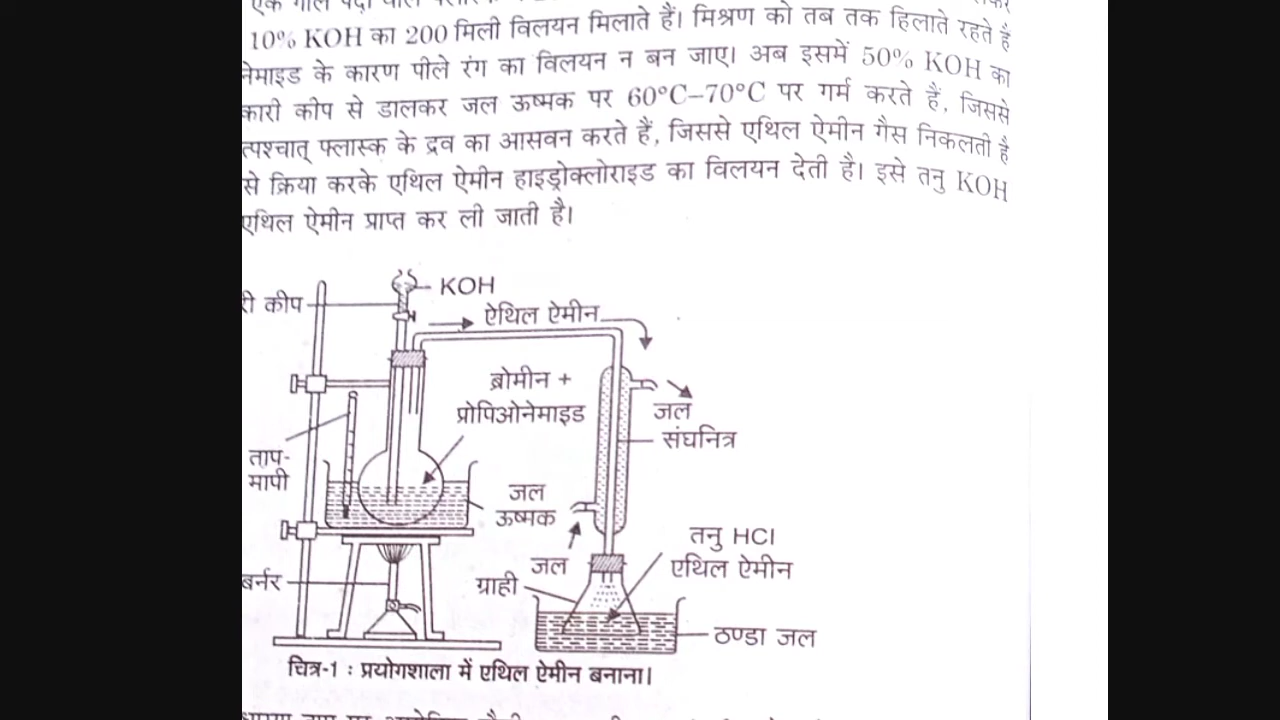 10% KOH का 200 मिली विलयन मिलाते हैं। मिश्रण को तब तक हिलाते रहते है
नेमाइड के कारण पीले रंग का विलयन न बन जाए। अब इसमें 50% KOH का
कारी कीप से डालकर जल ऊष्मक पर 60°C–70°C पर गर्म करते हैं, जिससे
त्पश्चात् फ्लास्क के द्रव का आसवन करते हैं, जिससे एथिल ऐमीन गैस निकलती है
से क्रिया करके एथिल ऐमीन हाइड्रोक्लोराइड का विलयन देती है। इसे तनु KOH
एथिल ऐमीन प्राप्त कर ली जाती है।
KOH
री कीप
ऐथिल ऐमीन
ब्रोमीन +
प्रोपिओनेमाइड
जल
संघनित्र
ताप-
मापी
जल
ऊष्मक
तनु HCl
एथिल ऐमीन
जल
ग्राही
बर्नर
ठण्डा जल
चित्र-1 : प्रयोगशाला में एथिल ऐमीन बनाना।